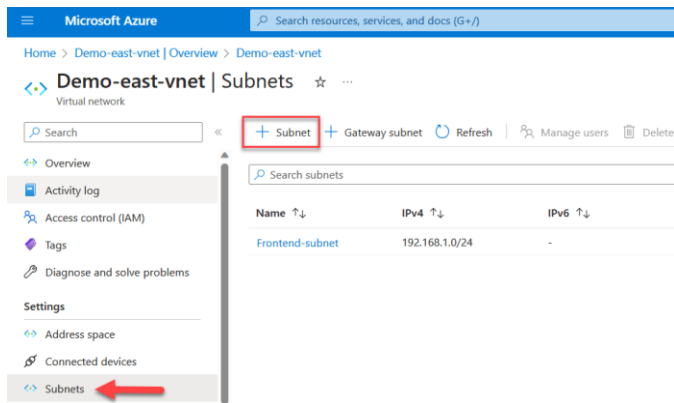 Microsoft Azure
Search resources, services, and docs (G+/)
Home > Demo-east-vnet | Overview > Demo-east-vnet
Demo-east-vnet | Subnets
Virtual network
Search
Subnet Gateway subnet Refresh Manage users Delete
Overview
Search subnets
Activity log
Name IPv4 IPv6
Access control (IAM)
Frontend-subnet 192.168.1.0/24 -
Tags
Diagnose and solve problems
Settings
Address space
Connected devices
Subnets